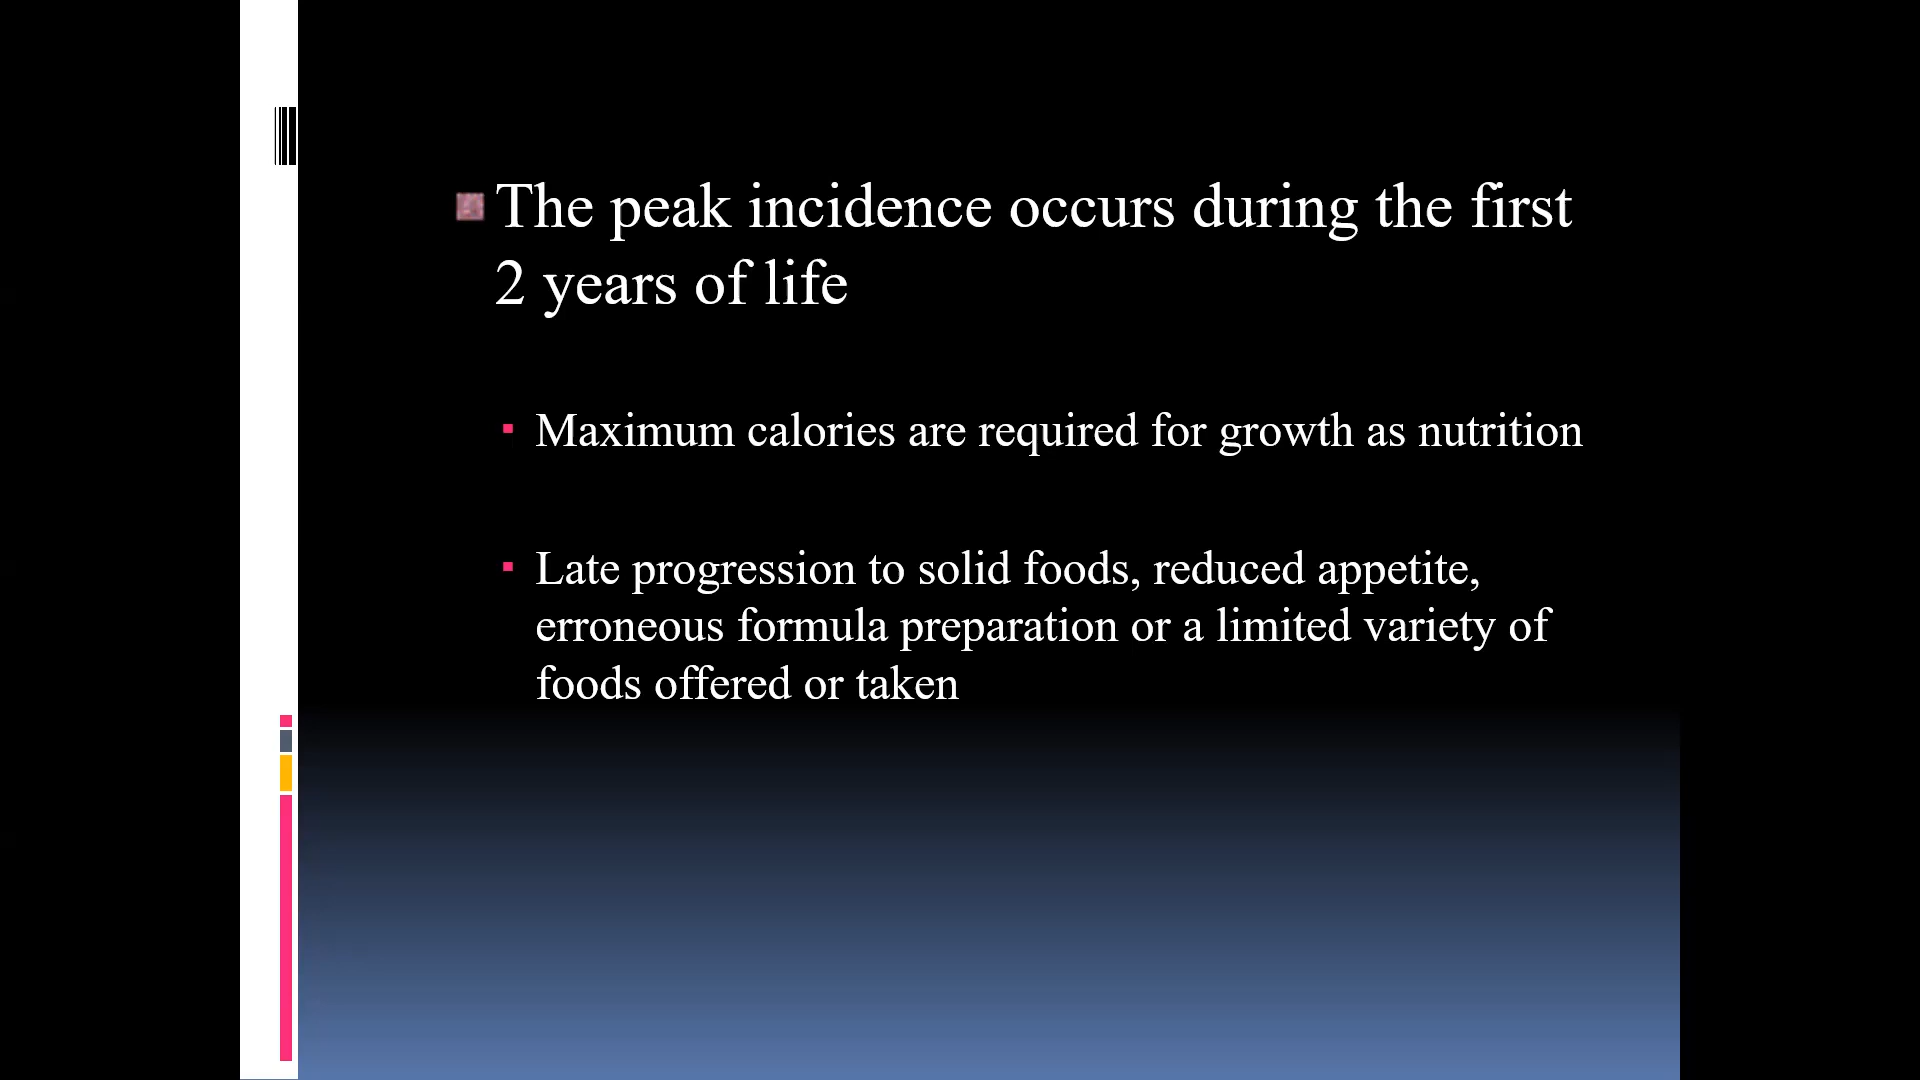 The peak incidence occurs during the first
2 years of life
Maximum calories are required for growth as nutrition
Late progression to solid foods, reduced appetite,
erroneous formula preparation or a limited variety of
foods offered or taken